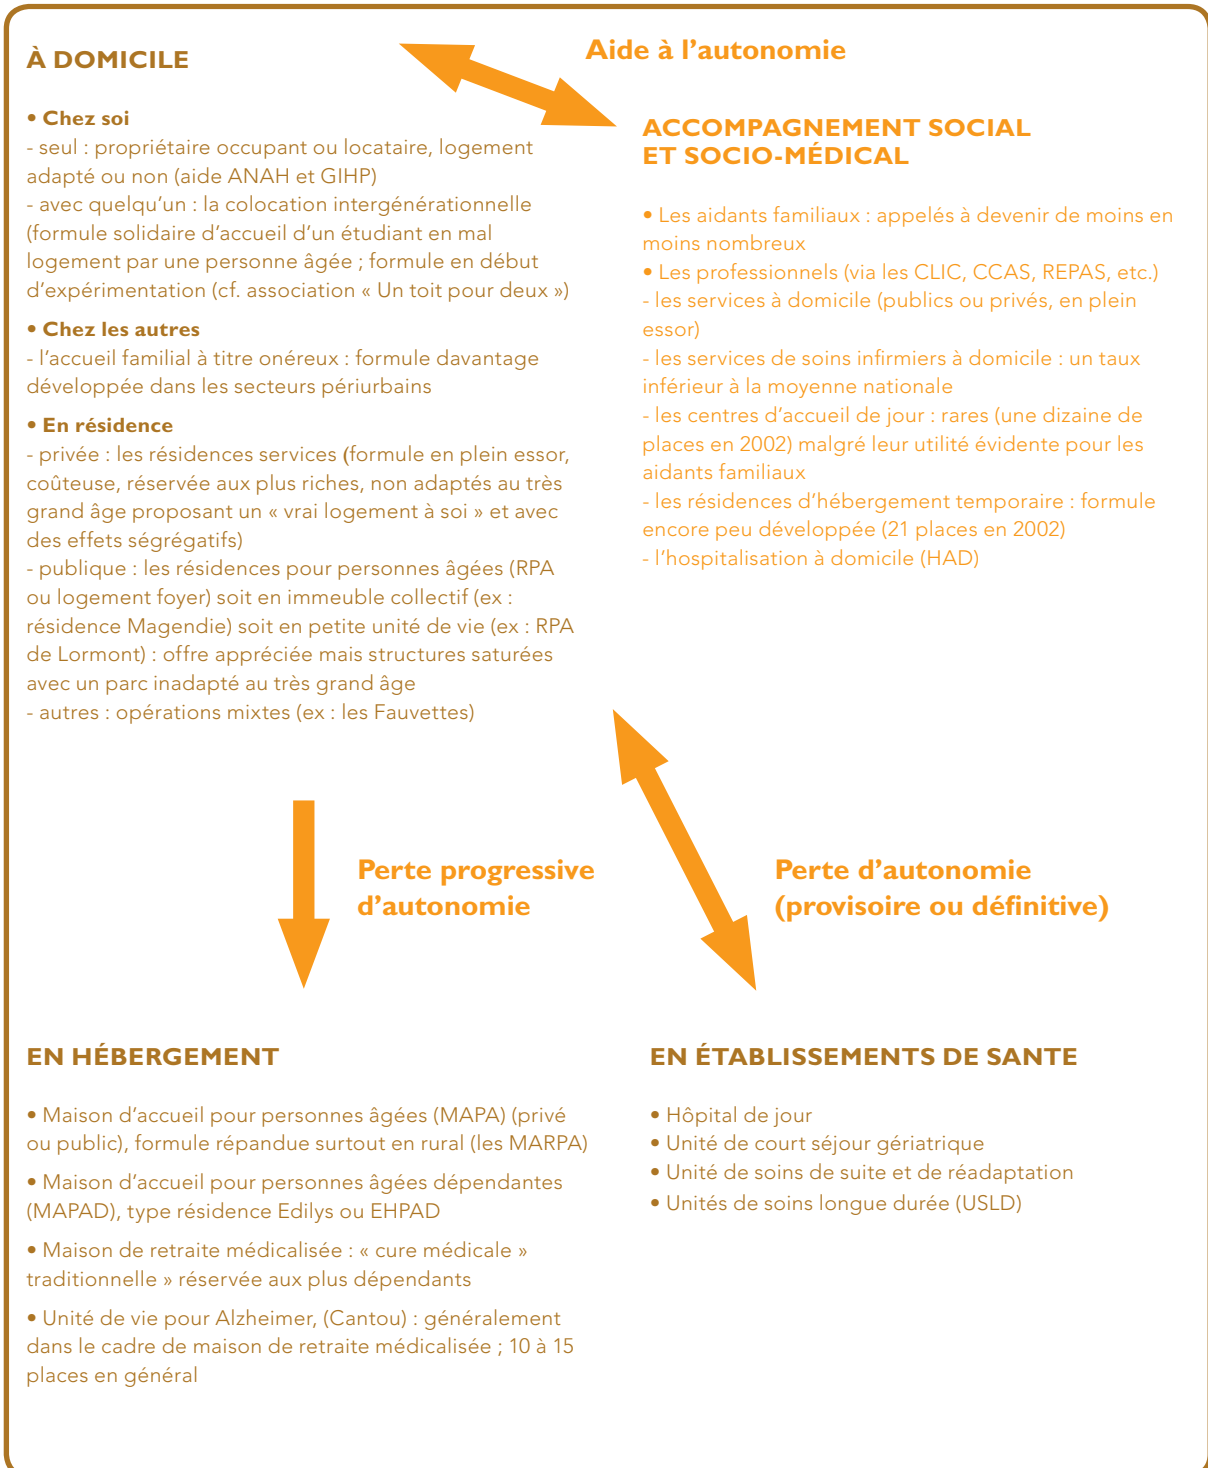 À DOMICILE
• Chez soi
- seul : propriétaire occupant ou locataire, logement
adapté ou non (aide ANAH et GIHP)
- avec quelqu’un : la colocation intergénérationnelle
(formule solidaire d’accueil d’un étudiant en mal
logement par une personne âgée ; formule en début
d’expérimentation (cf. association « Un toit pour deux »)
• Chez les autres
- l’accueil familial à titre onéreux : formule davantage
développée dans les secteurs périurbains
• En résidence
- privée : les résidences services (formule en plein essor,
coûteuse, réservée aux plus riches, non adaptés au très
grand âge proposant un « vrai logement à soi » et avec
des effets ségrégatifs)
- publique : les résidences pour personnes âgées (RPA
ou logement foyer) soit en immeuble collectif (ex :
résidence Magendie) soit en petite unité de vie (ex : RPA
de Lormont) : offre appréciée mais structures saturées
avec un parc inadapté au très grand âge
- autres : opérations mixtes (ex : les Fauvettes)
Aide à l’autonomie
ACCOMPAGNEMENT SOCIAL
ET SOCIO-MÉDICAL
• Les aidants familiaux : appelés à devenir de moins en
moins nombreux
• Les professionnels (via les CLIC, CCAS, REPAS, etc.)
- les services à domicile (publics ou privés, en plein
essor)
- les services de soins infirmiers à domicile : un taux
inférieur à la moyenne nationale
- les centres d’accueil de jour : rares (une dizaine de
places en 2002) malgré leur utilité évidente pour les
aidants familiaux
- les résidences d’hébergement temporaire : formule
encore peu développée (21 places en 2002)
- l’hospitalisation à domicile (HAD)
Perte progressive
d’autonomie
Perte d’autonomie
(provisoire ou définitive)
EN HÉBERGEMENT
• Maison d’accueil pour personnes âgées (MAPA) (privé
ou public), formule répandue surtout en rural (les MARPA)
• Maison d’accueil pour personnes âgées dépendantes
(MAPAD), type résidence Edilys ou EHPAD
• Maison de retraite médicalisée : « cure médicale »
traditionnelle » réservée aux plus dépendants
• Unité de vie pour Alzheimer, (Cantou) : généralement
dans le cadre de maison de retraite médicalisée ; 10 à 15
places en général
EN ÉTABLISSEMENTS DE SANTE
• Hôpital de jour
• Unité de court séjour gériatrique
• Unité de soins de suite et de réadaptation
• Unités de soins longue durée (USLD)